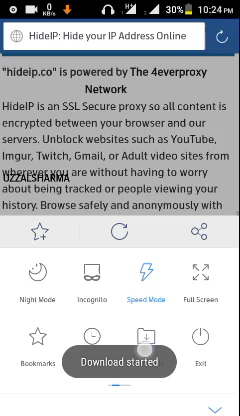 0.00 K/s 30% 10:24 PM
HideIP: Hide your IP Address Online
"hideip.co" is powered by The 4everproxy
Network
HideIP is an SSL Secure proxy so all content is
encrypted between your browser and our
servers. Unblock websites such as YouTube,
Imgur, Twitch, Gmail, or Adult video sites from
wherever you are without having to worry
UZZALSHARMA
about being tracked or people viewing your
history. Browse safely and anonymously with
Night Mode Incognito Speed Mode Full Screen
Bookmarks Exit
Download started